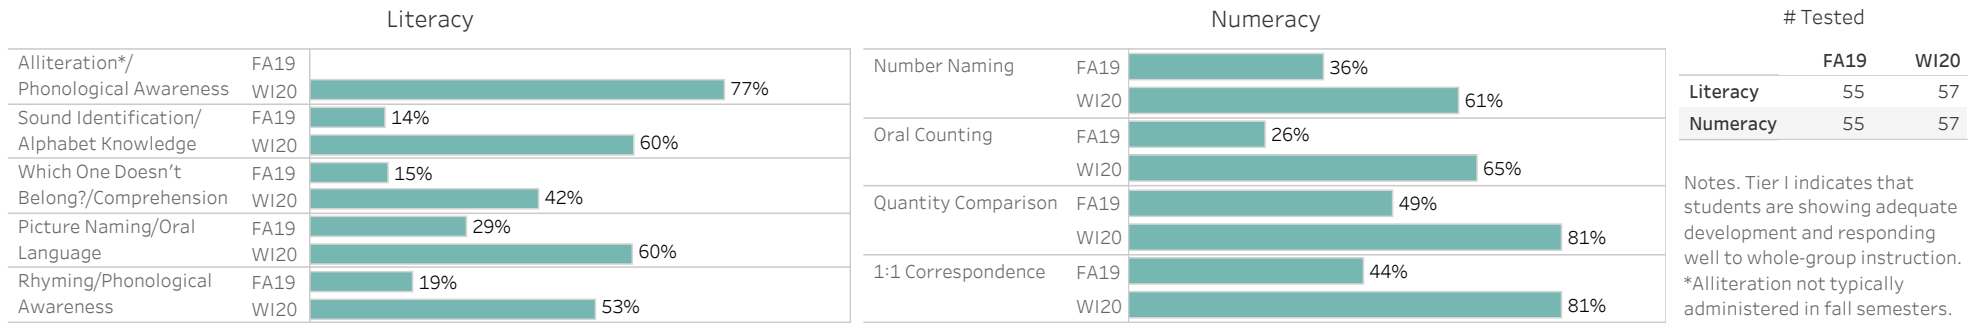 Literacy
Alliteration*/
Phonological Awareness
FA19
WI20
77%
Sound Identification/
Alphabet Knowledge
FA19
14%
WI20
60%
Which One Doesn't
Belong?/Comprehension
FA19
15%
WI20
42%
Picture Naming/Oral
Language
FA19
29%
WI20
60%
Rhyming/Phonological
Awareness
FA19
19%
WI20
53%
Numeracy
Number Naming
FA19
36%
WI20
61%
Oral Counting
FA19
26%
WI20
65%
Quantity Comparison
FA19
49%
WI20
81%
1:1 Correspondence
FA19
44%
WI20
81%
# Tested
FA19 WI20
Literacy 55 57
Numeracy 55 57
Notes. Tier I indicates that
students are showing adequate
development and responding
well to whole-group instruction.
*Alliteration not typically
administered in fall semesters.